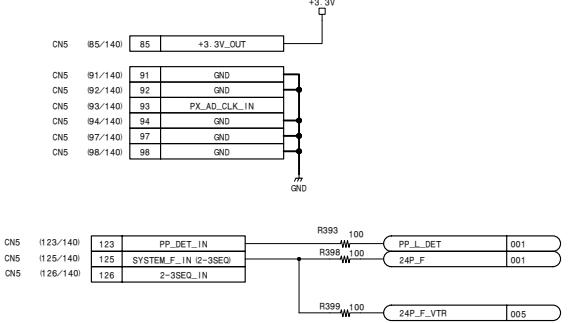 +3.3V
CN5 (85/140) 85 +3.3V_OUT
CN5 (91/140) 91 GND
CN5 (92/140) 92 GND
CN5 (93/140) 93 PX_AD_CLK_IN
CN5 (94/140) 94 GND
CN5 (97/140) 97 GND
CN5 (98/140) 98 GND
GND
CN5 (123/140) 123 PP_DET_IN R393 100 PP_L_DET 001
CN5 (125/140) 125 SYSTEM_F_IN (2-3SEQ) R398 100 24P_F 001
CN5 (126/140) 126 2-3SEQ_IN
R399 100 24P_F_VTR 005